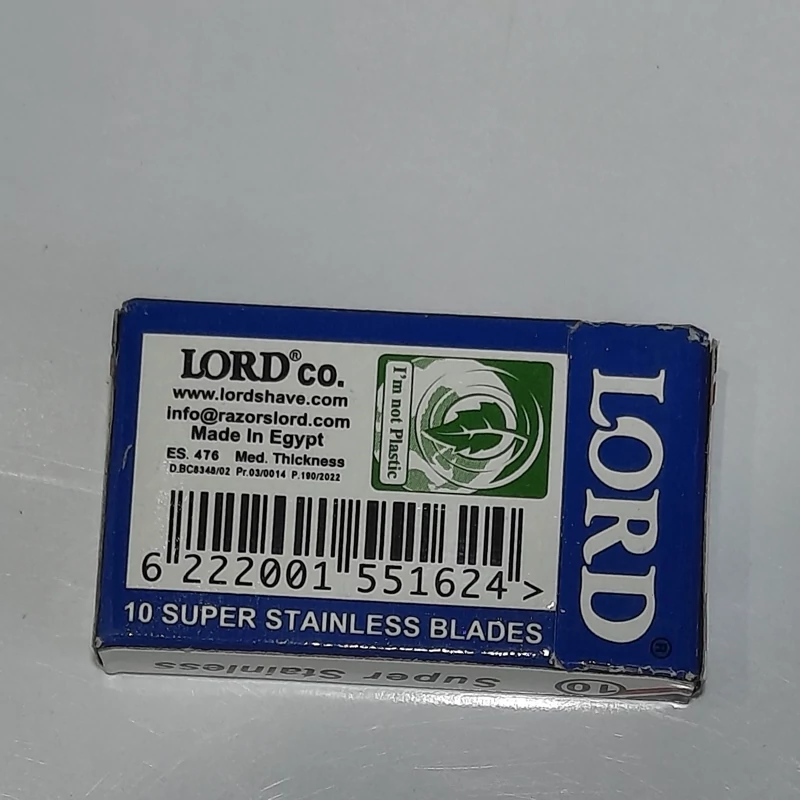 LORD® CO.
www.lordshave.com
info@razorslord.com
Made In Egypt
ES. 476 Med. Thickness
D.BC8348/02 Pr.03/0014 P.190/2022
I'm not Plastic
6 222001 551624 >
10 SUPER STAINLESS BLADES
LORD®
Super Stainless
10